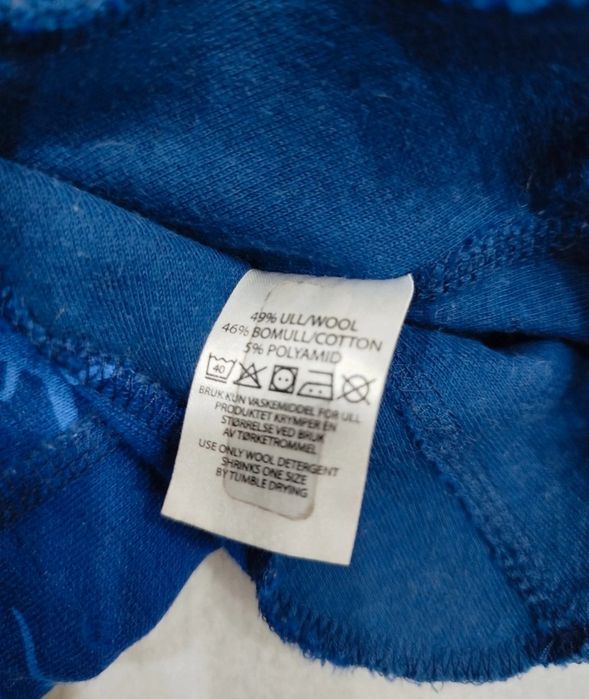 49% ULL/WOOL
46% BOMULL/COTTON
5% POLYAMID
40
BRUK KUN VASKEMIDDEL FOR ULL
PRODUKTET KRYMPER EN
STØRRELSE VED BRUK
AV TØRKETROMMEL
USE ONLY WOOL DETERGENT
SHRINKS ONE SIZE
BY TUMBLE DRYING